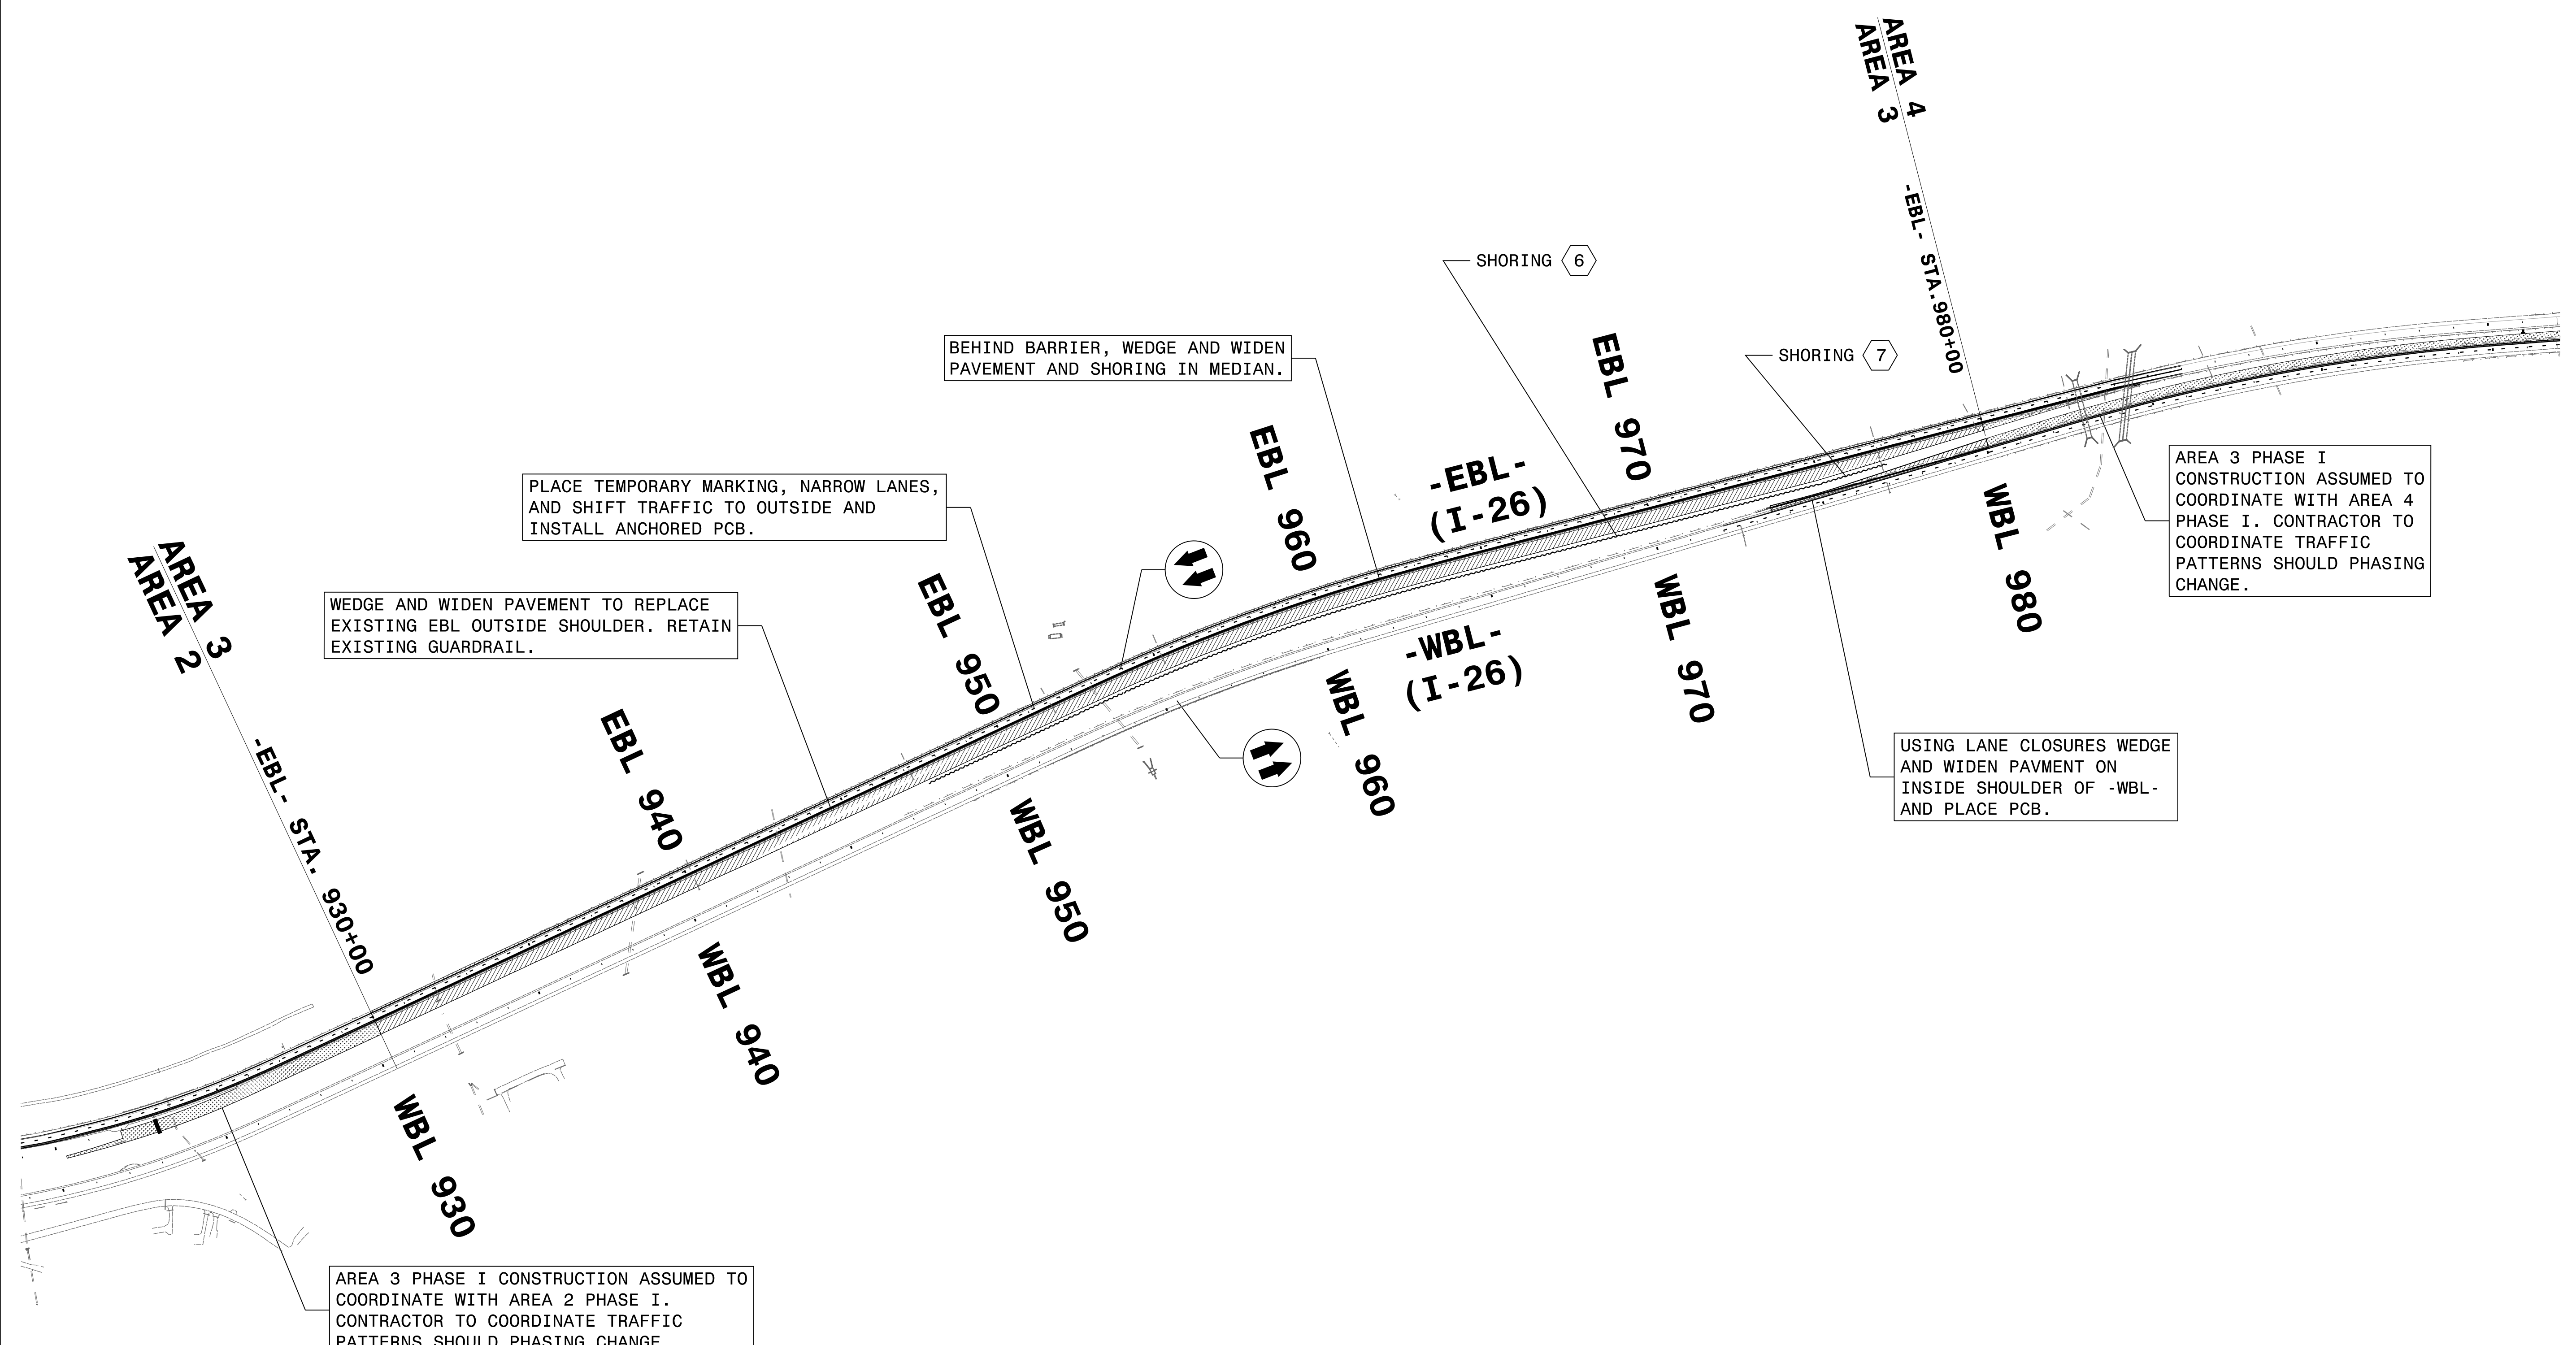 AREA 4
AREA 3
-EBL- STA.980+00
SHORING 6
EBL 970
BEHIND BARRIER, WEDGE AND WIDEN
PAVEMENT AND SHORING IN MEDIAN.
SHORING 7
EBL 960
-EBL-
(I-26)
PLACE TEMPORARY MARKING, NARROW LANES,
AND SHIFT TRAFFIC TO OUTSIDE AND
INSTALL ANCHORED PCB.
AREA 3 PHASE I
CONSTRUCTION ASSUMED TO
COORDINATE WITH AREA 4
PHASE I. CONTRACTOR TO
COORDINATE TRAFFIC
PATTERNS SHOULD PHASING
CHANGE.
WBL 980
AREA 3
AREA 2
WEDGE AND WIDEN PAVEMENT TO REPLACE
EXISTING EBL OUTSIDE SHOULDER. RETAIN
EXISTING GUARDRAIL.
EBL 950
-WBL-
(I-26)
WBL 970
WBL 960
EBL 940
-EBL- STA. 930+00
USING LANE CLOSURES WEDGE
AND WIDEN PAVMENT ON
INSIDE SHOULDER OF -WBL-
AND PLACE PCB.
WBL 950
WBL 940
WBL 930
AREA 3 PHASE I CONSTRUCTION ASSUMED TO
COORDINATE WITH AREA 2 PHASE I.
CONTRACTOR TO COORDINATE TRAFFIC
PATTERNS SHOULD PHASING CHANGE